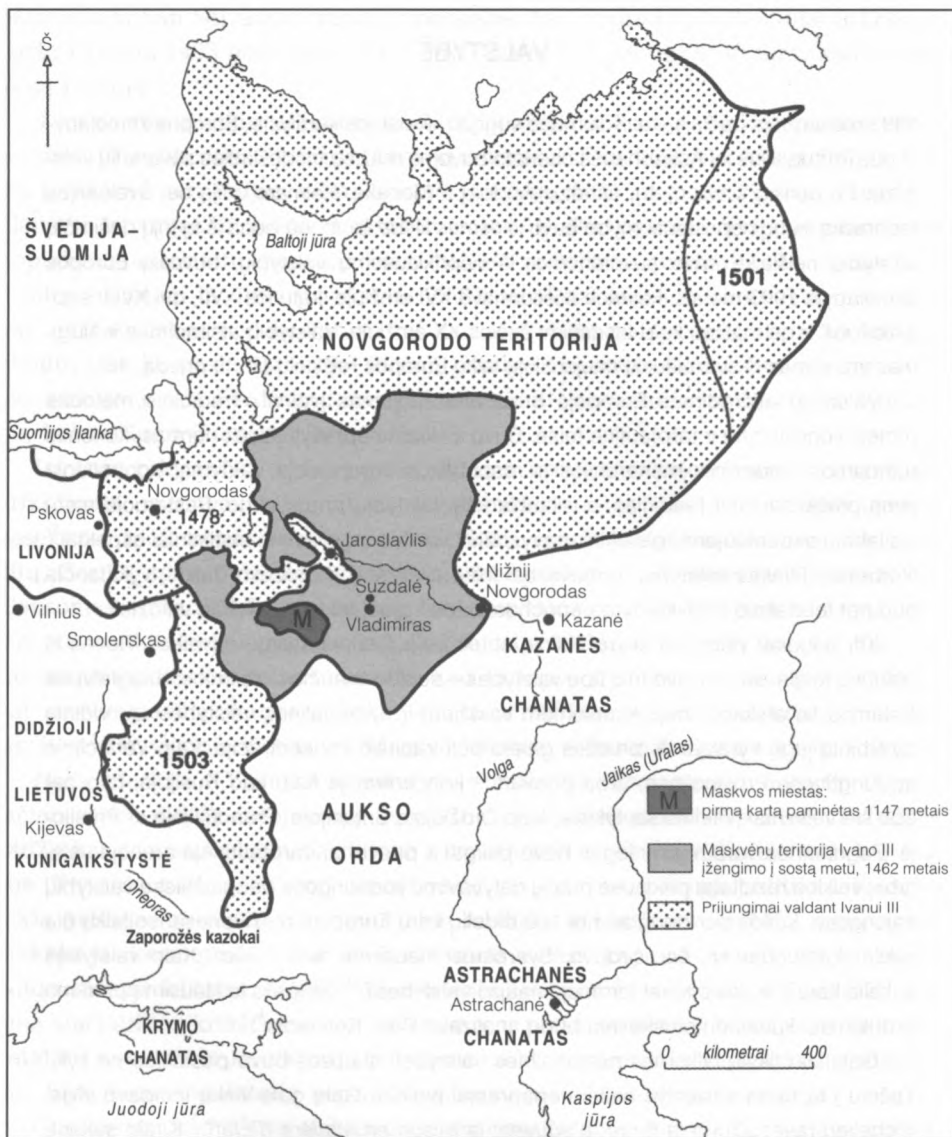 Š
ŠVEDIJA–
SUOMIJA
Baltoji jūra
1501
NOVGORODO TERITORIJA
Suomijos įlanka
Novgorodas
Pskovas
1478
LIVONIJA
Jaroslavlis
Vilnius
Suzdalė
Vladimiras
Nižnij
Novgorodas
M
Smolenskas
Kazanė
KAZANĖS
CHANATAS
DIDŽIOJI
1503
Volga
Jaikas (Uralas)
LIETUVOS
AUKSO
ORDA
Kijevas
KUNIGAIKŠTYSTĖ
Dnepras
Zaporožės kazokai
M
Maskvos miestas:
pirmą kartą paminėtas 1147 metais
Maskvėnų teritorija Ivano III
įžengimo į sostą metu, 1462 metais
Prijungimai valdant Ivanui III
ASTRACHANĖS
Astrachanė
CHANATAS
KRYMO
CHANATAS
0 kilometrai 400
Juodoji jūra
Kaspijos
jūra